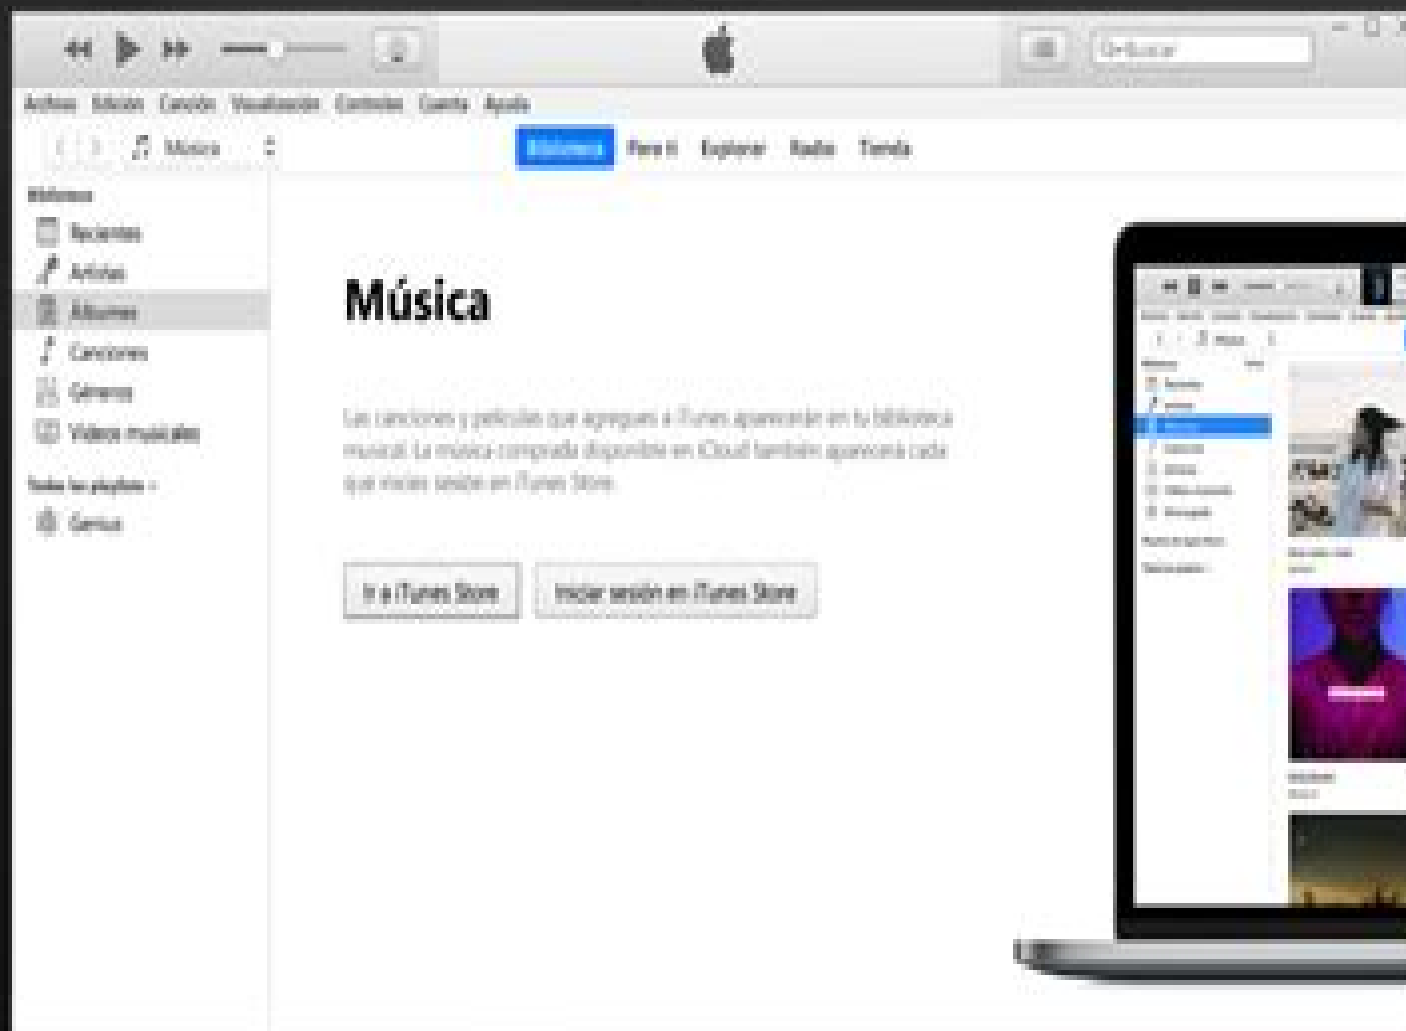 Buscar
Archivo Edición Canción Visualización Controles Cuenta Ayuda
Música
Biblioteca Para ti Explorar Radio Tienda
Biblioteca
Recientes
Artistas
Álbumes
Canciones
Géneros
Videos musicales
Todas las playlists
Genius
Música
Las canciones y películas que agregues a iTunes aparecerán en tu biblioteca
musical. La música comprada disponible en iCloud también aparecerá cada
que inicies sesión en iTunes Store.
Ir a iTunes Store
Iniciar sesión en iTunes Store